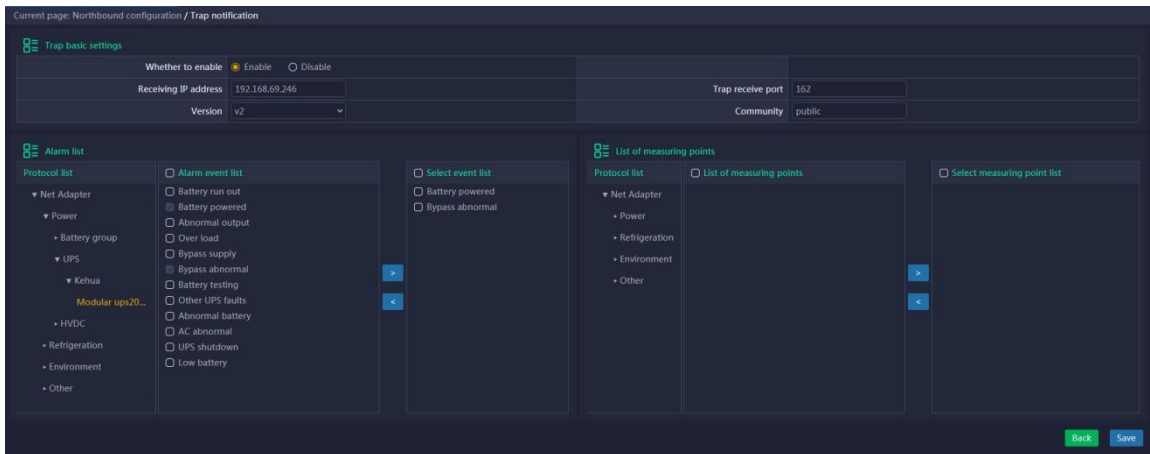 Current page: Northbound configuration / Trap notification
Trap basic settings
Whether to enable Enable Disable
Receiving IP address 192.168.69.246 Trap receive port 162
Version v2 Community public
Alarm list
Protocol list
▾ Net Adapter
▾ Power
▸ Battery group
▾ UPS
▾ Kehua
Modular ups20...
▸ HVDC
▸ Refrigeration
▸ Environment
▸ Other
Alarm event list
Battery run out
Battery powered
Abnormal output
Over load
Bypass supply
Bypass abnormal
Battery testing
Other UPS faults
Abnormal battery
AC abnormal
UPS shutdown
Low battery
>
<
Select event list
Battery powered
Bypass abnormal
List of measuring points
Protocol list
▾ Net Adapter
▸ Power
▸ Refrigeration
▸ Environment
▸ Other
List of measuring points
>
<
Select measuring point list
Back Save